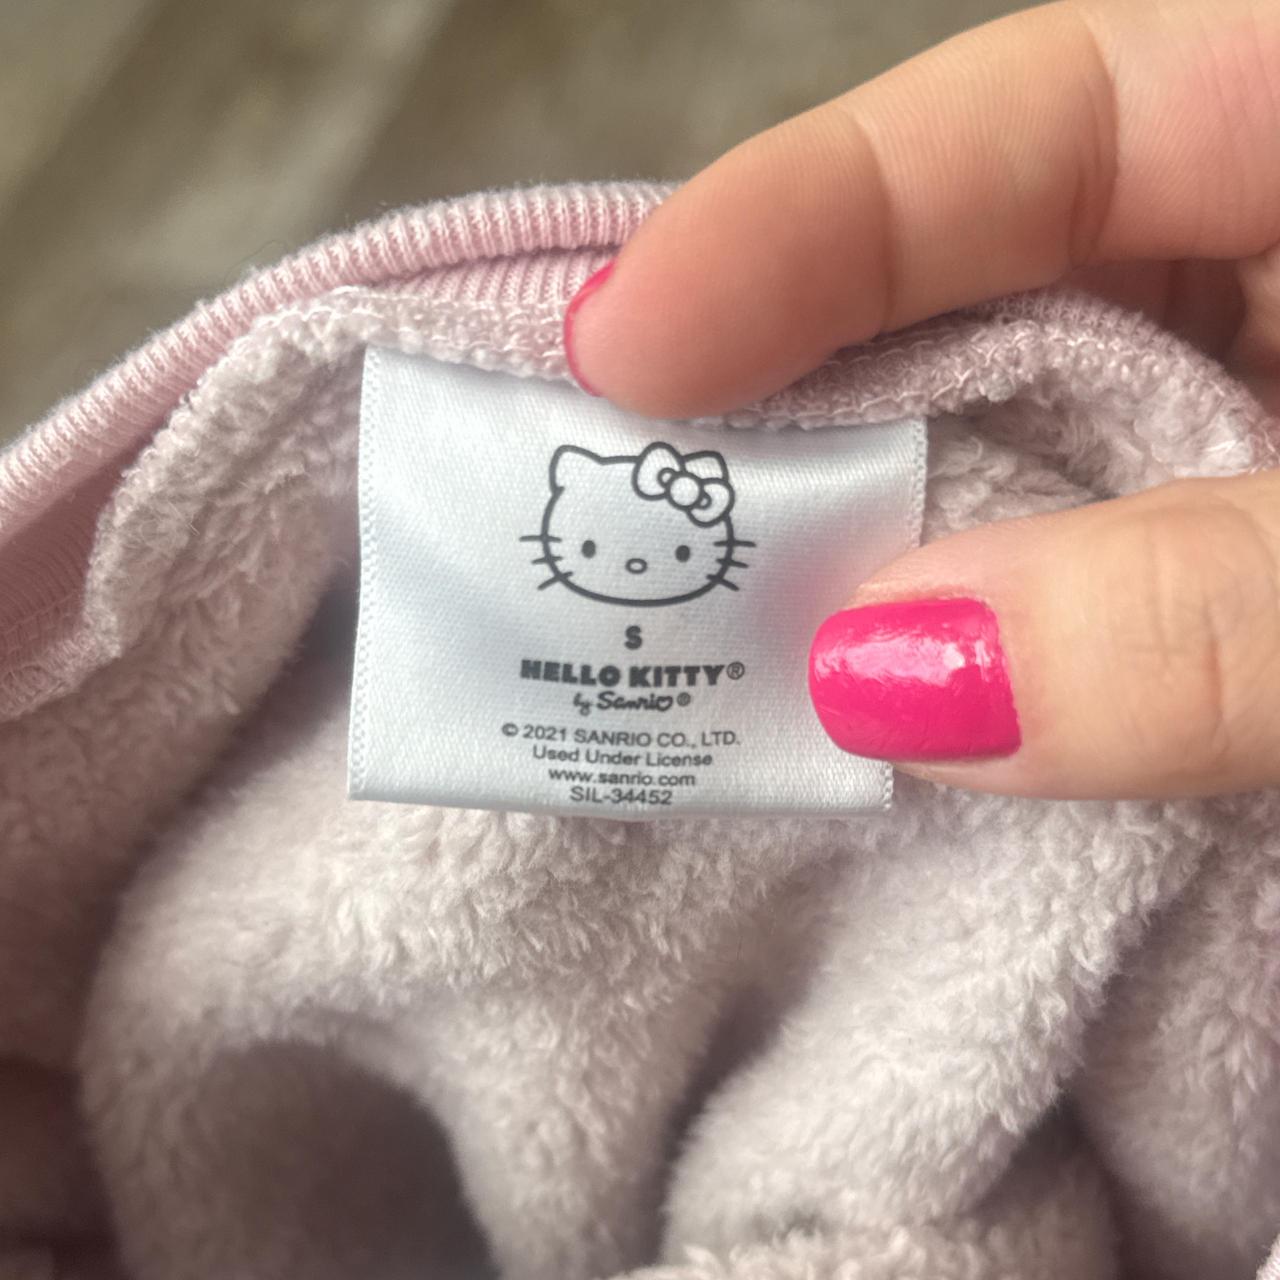 S
HELLO KITTY®
by Sanrio®
© 2021 SANRIO CO., LTD.
Used Under License
www.sanrio.com
SIL-34452